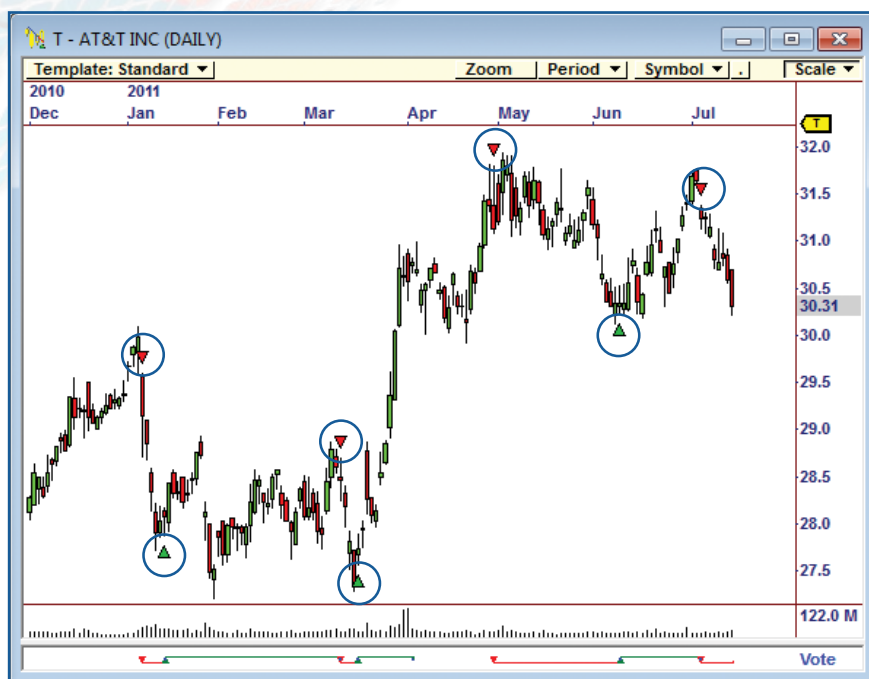 T - AT&T INC (DAILY)
Template: Standard Zoom Period Symbol . Scale
2010 2011
Dec Jan Feb Mar Apr May Jun Jul
T
32.0
31.5
31.0
30.5
30.31
30.0
29.5
29.0
28.5
28.0
27.5
122.0 M
Vote